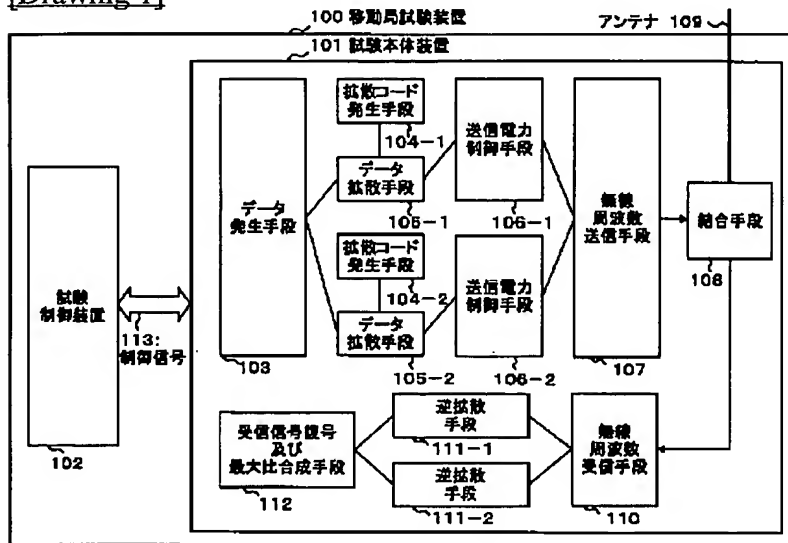 [Drawing 1]
100 移動局試験装置
アンテナ 109
101 試験本体装置
拡散コード
発生手段
104-1
送信電力
制御手段
データ
拡散手段
106-1
106-1
データ
発生手段
無線
周波数
送信手段
結合手段
108
拡散コード
発生手段
104-2
送信電力
制御手段
試験
制御装置
113:
制御信号
データ
拡散手段
103
105-2
106-2
107
逆拡散
手段
111-1
受信信号復号
及び
最大比合成手段
無線
周波数
受信手段
102
逆拡散
手段
112
111-2
110